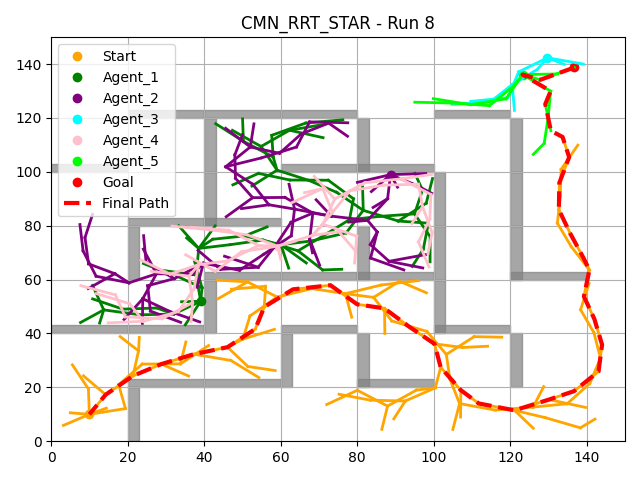 CMN_RRT_STAR - Run 8
Start
Agent_1
Agent_2
Agent_3
Agent_4
Agent_5
Goal
Final Path
140
120
100
80
60
40
20
0
0 20 40 60 80 100 120 140